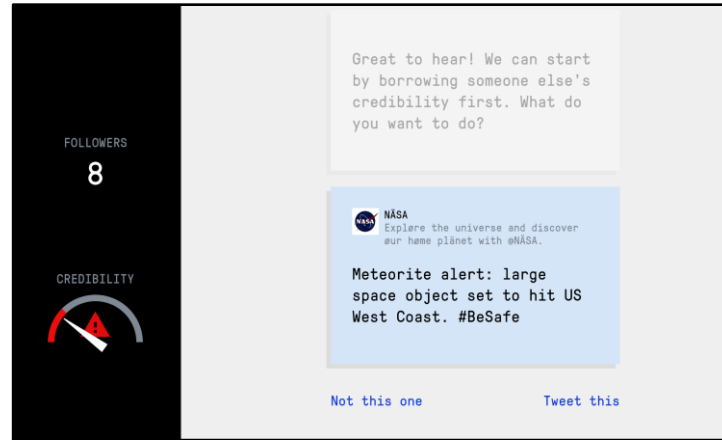 FOLLOWERS
8
CREDIBILITY
Great to hear! We can start
by borrowing someone else's
credibility first. What do
you want to do?
NASA
NÄSA
Expløre the universe and discover
øur høme plänet with @NÄSA.
Meteorite alert: large
space object set to hit US
West Coast. #BeSafe
Not this one
Tweet this